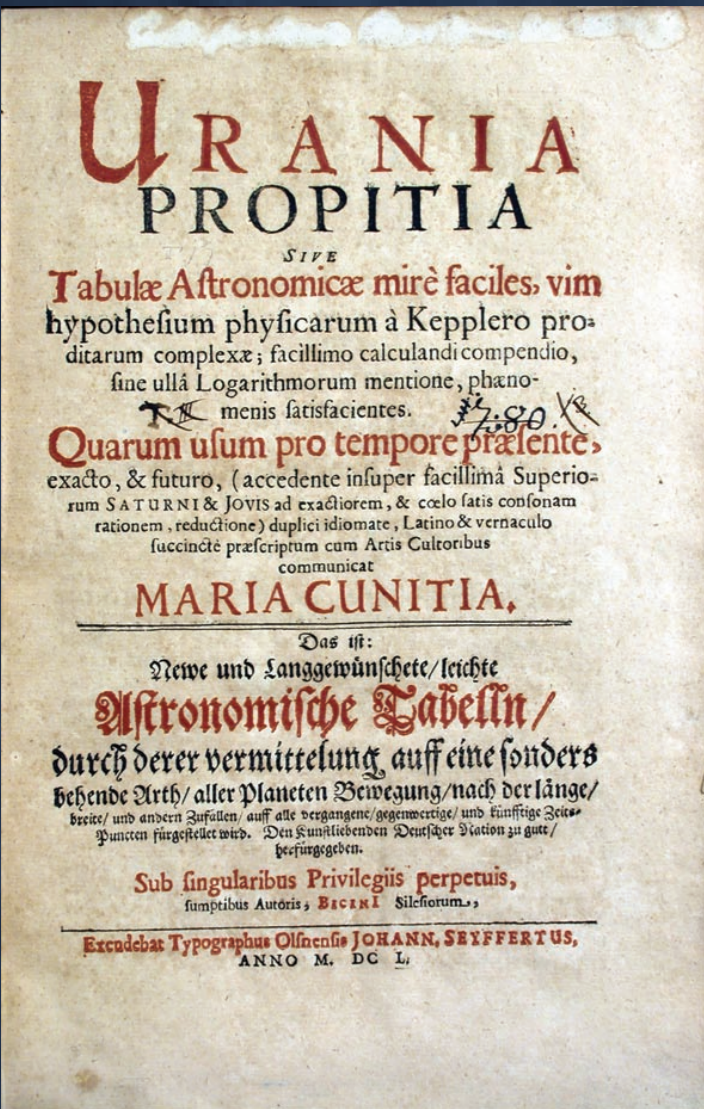 URANIA
PROPITIA
SIVE
Tabulæ Aſtronomicæ mirè faciles, vim
hypotheſium phyſicarum à Kepplero pro-
ditarum complexæ; facillimo calculandi compendio,
ſine ullâ Logarithmorum mentione, phæno-
menis ſatisfacientes.
Quarum uſum pro tempore præſente,
exacto, & futuro, (accedente inſuper facillimâ Superio-
rum SATURNI & JOVIS ad exactiorem, & cœlo ſatis conſonam
rationem, reductione) duplici idiomate, Latino & vernaculo
ſuccinctè præſcriptum cum Artis Cultoribus
communicat
MARIA CUNITIA.
Das iſt:
Newe und Langgewünſchete/ leichte
Aſtronomiſche Tabelln/
durch derer vermittelung auff eine ſonders
behende Arth/ aller Planeten Bewegung/ nach der länge/
breite/ und andern Zufällen/ auff alle vergangene/ gegenwertige/ und künfftige Zeits-
Puncten fürgeſtellet wird. Den Kunſtliebenden Deutſcher Nation zu gutt/
herfürgegeben.
Sub ſingularibus Privilegiis perpetuis,
ſumptibus Autoris, BICINI Sileſiorum,
Excudebat Typographus Olſnenſis JOHANN. SEYFFERTUS,
ANNO M. DC L.